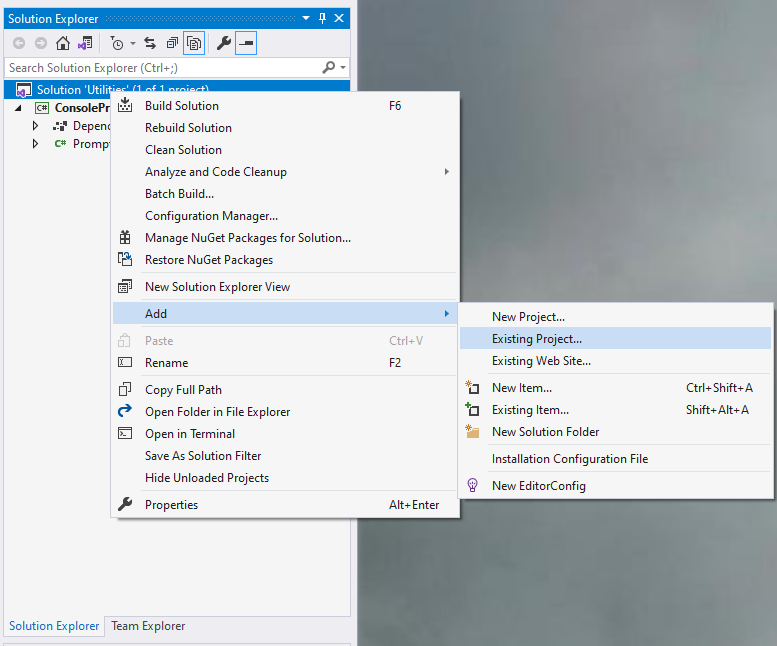 Solution Explorer
Search Solution Explorer (Ctrl+;)
Solution 'Utilities' (1 of 1 project)
C# ConsolePr
Depend
C# Promp
Build Solution F6
Rebuild Solution
Clean Solution
Analyze and Code Cleanup
Batch Build...
Configuration Manager...
Manage NuGet Packages for Solution...
Restore NuGet Packages
New Solution Explorer View
Add
Paste Ctrl+V
Rename F2
Copy Full Path
Open Folder in File Explorer
Open in Terminal
Save As Solution Filter
Hide Unloaded Projects
Properties Alt+Enter
New Project...
Existing Project...
Existing Web Site...
New Item... Ctrl+Shift+A
Existing Item... Shift+Alt+A
New Solution Folder
Installation Configuration File
New EditorConfig
Solution Explorer Team Explorer